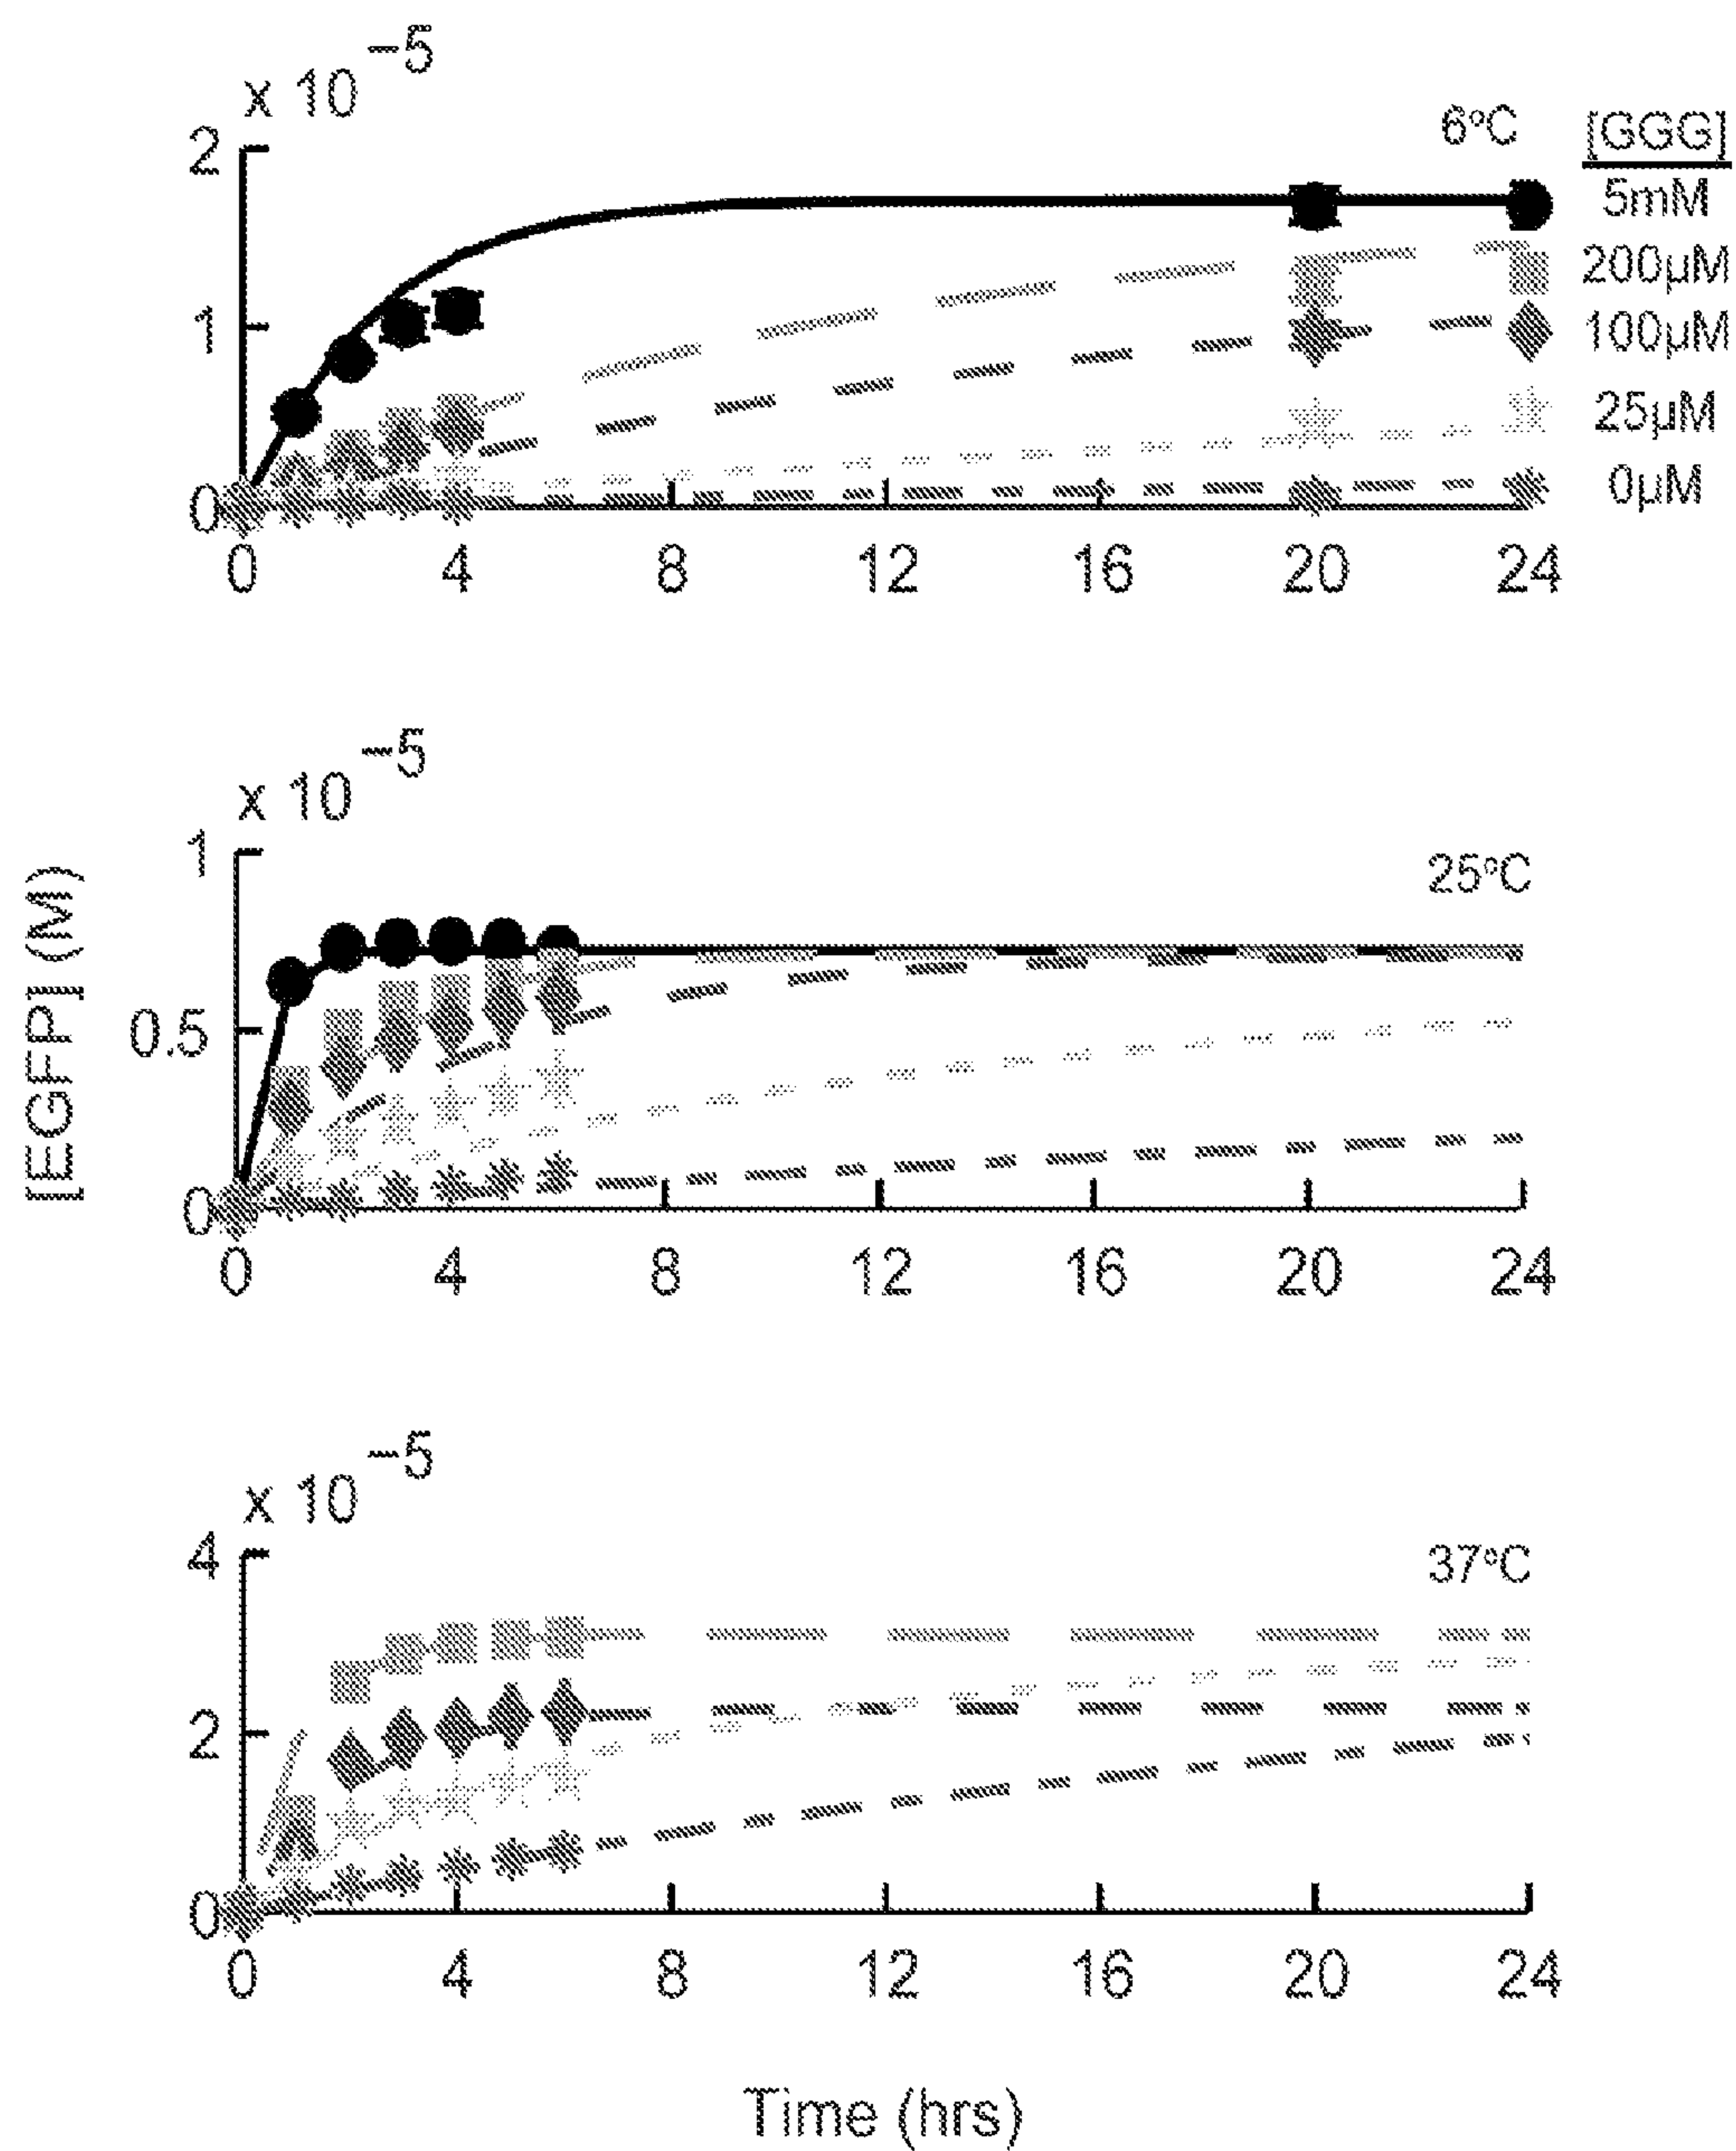 x 10 −5
6°C [GGG]
2
5mM
200µM
1 100µM
25µM
0 0µM
0 4 8 12 16 20 24
x 10 −5
1
25°C
[EGFP] (M)
0.5
0
0 4 8 12 16 20 24
x 10 −5
4
37°C
2
0
0 4 8 12 16 20 24
Time (hrs)